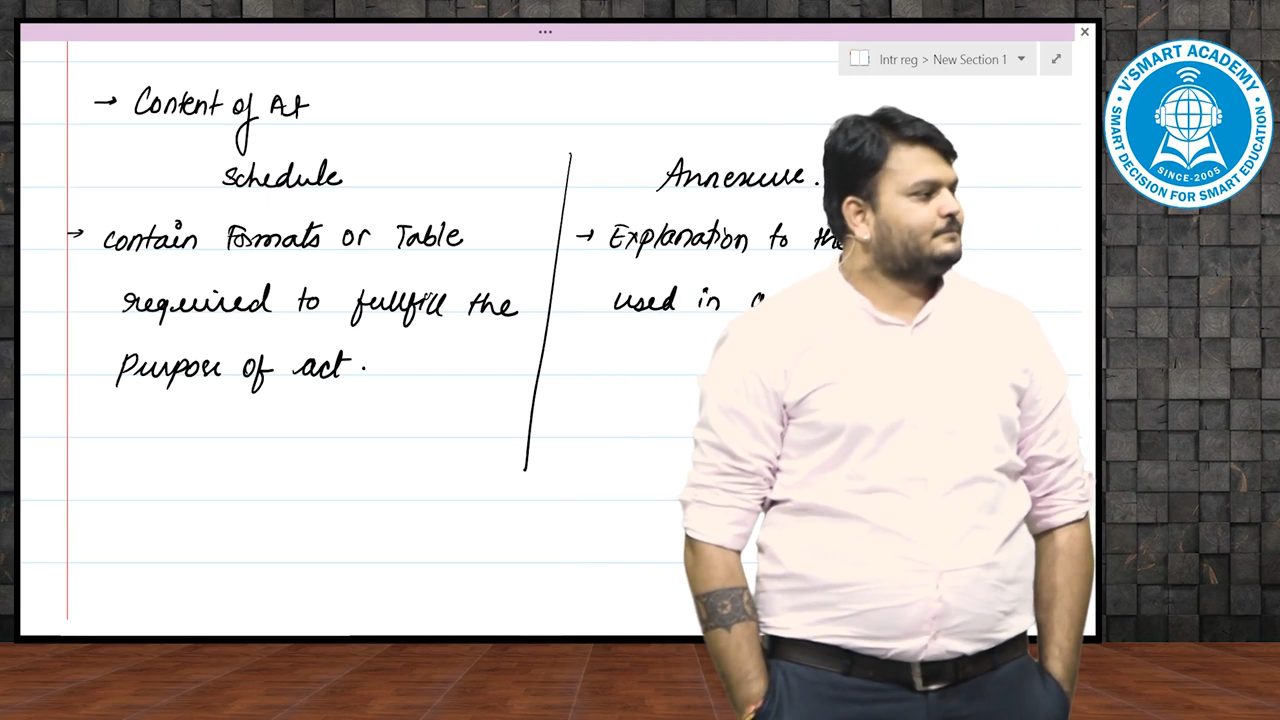 Intr reg > New Section 1
→ Content of Act
Schedule
Annexure.
→ contain Formats or Table
required to fullfill the
Purpose of act.
→ Explanation to the
used in
V'SMART ACADEMY
SINCE-2005
SMART DECISION FOR SMART EDUCATION